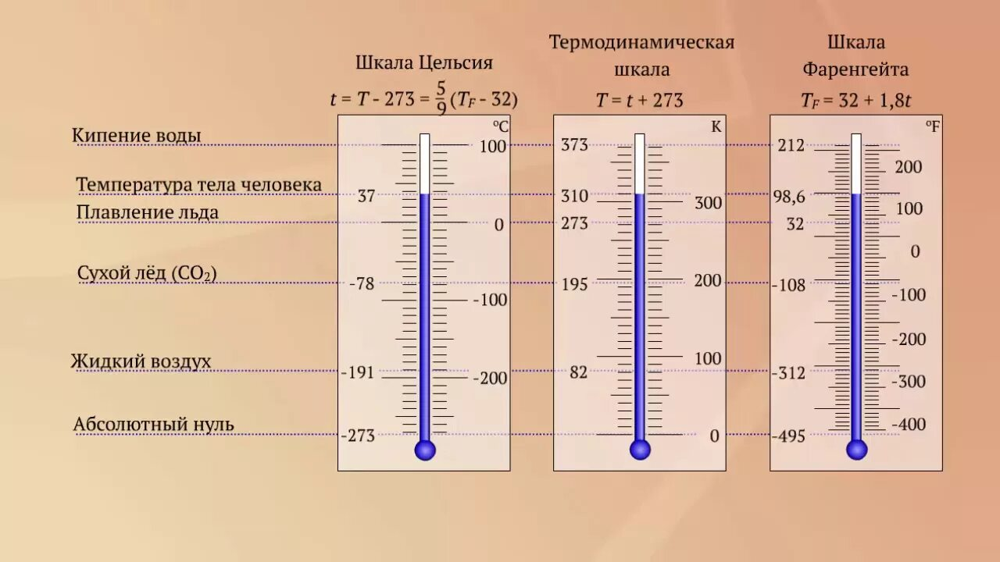 Шкала Цельсия
t = T - 273 = 5/9 (T_F - 32)
Термодинамическая
шкала
T = t + 273
Шкала
Фаренгейта
T_F = 32 + 1,8t
°C
K
°F
Кипение воды
100
373
212
200
Температура тела человека
37
310
300
98,6
100
Плавление льда
0
273
32
0
Сухой лёд (CO₂)
-78
-100
195
200
-108
-100
-200
Жидкий воздух
-191
-200
82
100
-312
-300
Абсолютный нуль
-273
0
-495
-400